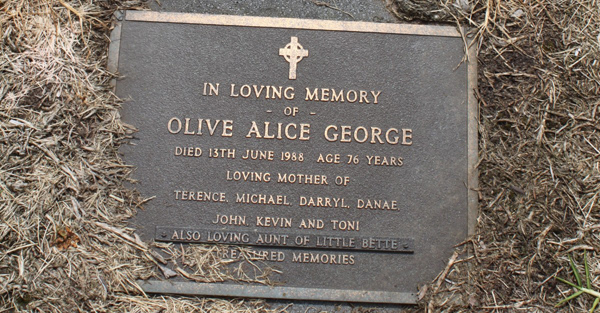 IN LOVING MEMORY
- OF -
OLIVE ALICE GEORGE
DIED 13TH JUNE 1988 AGE 76 YEARS
LOVING MOTHER OF
TERENCE, MICHAEL, DARRYL, DANAE,
JOHN, KEVIN AND TONI
ALSO LOVING AUNT OF LITTLE BETTE
TREASURED MEMORIES